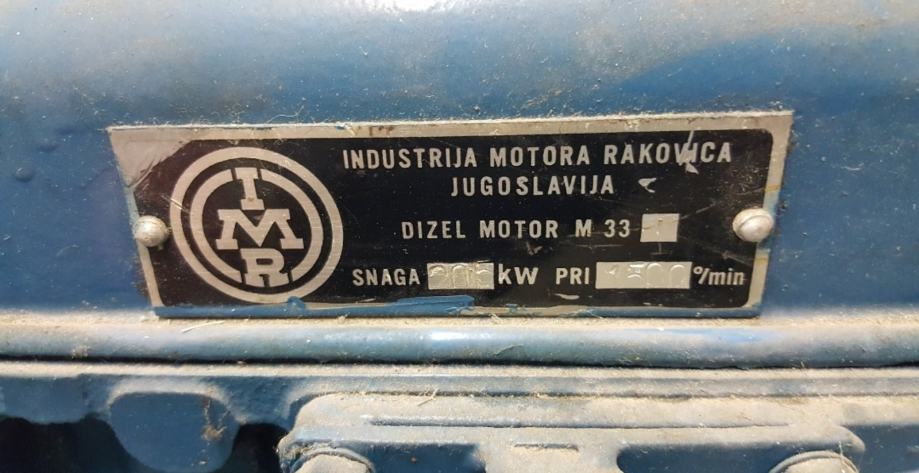 IMR
INDUSTRIJA MOTORA RAKOVICA
JUGOSLAVIJA
DIZEL MOTOR M 33
SNAGA kW PRI °/min